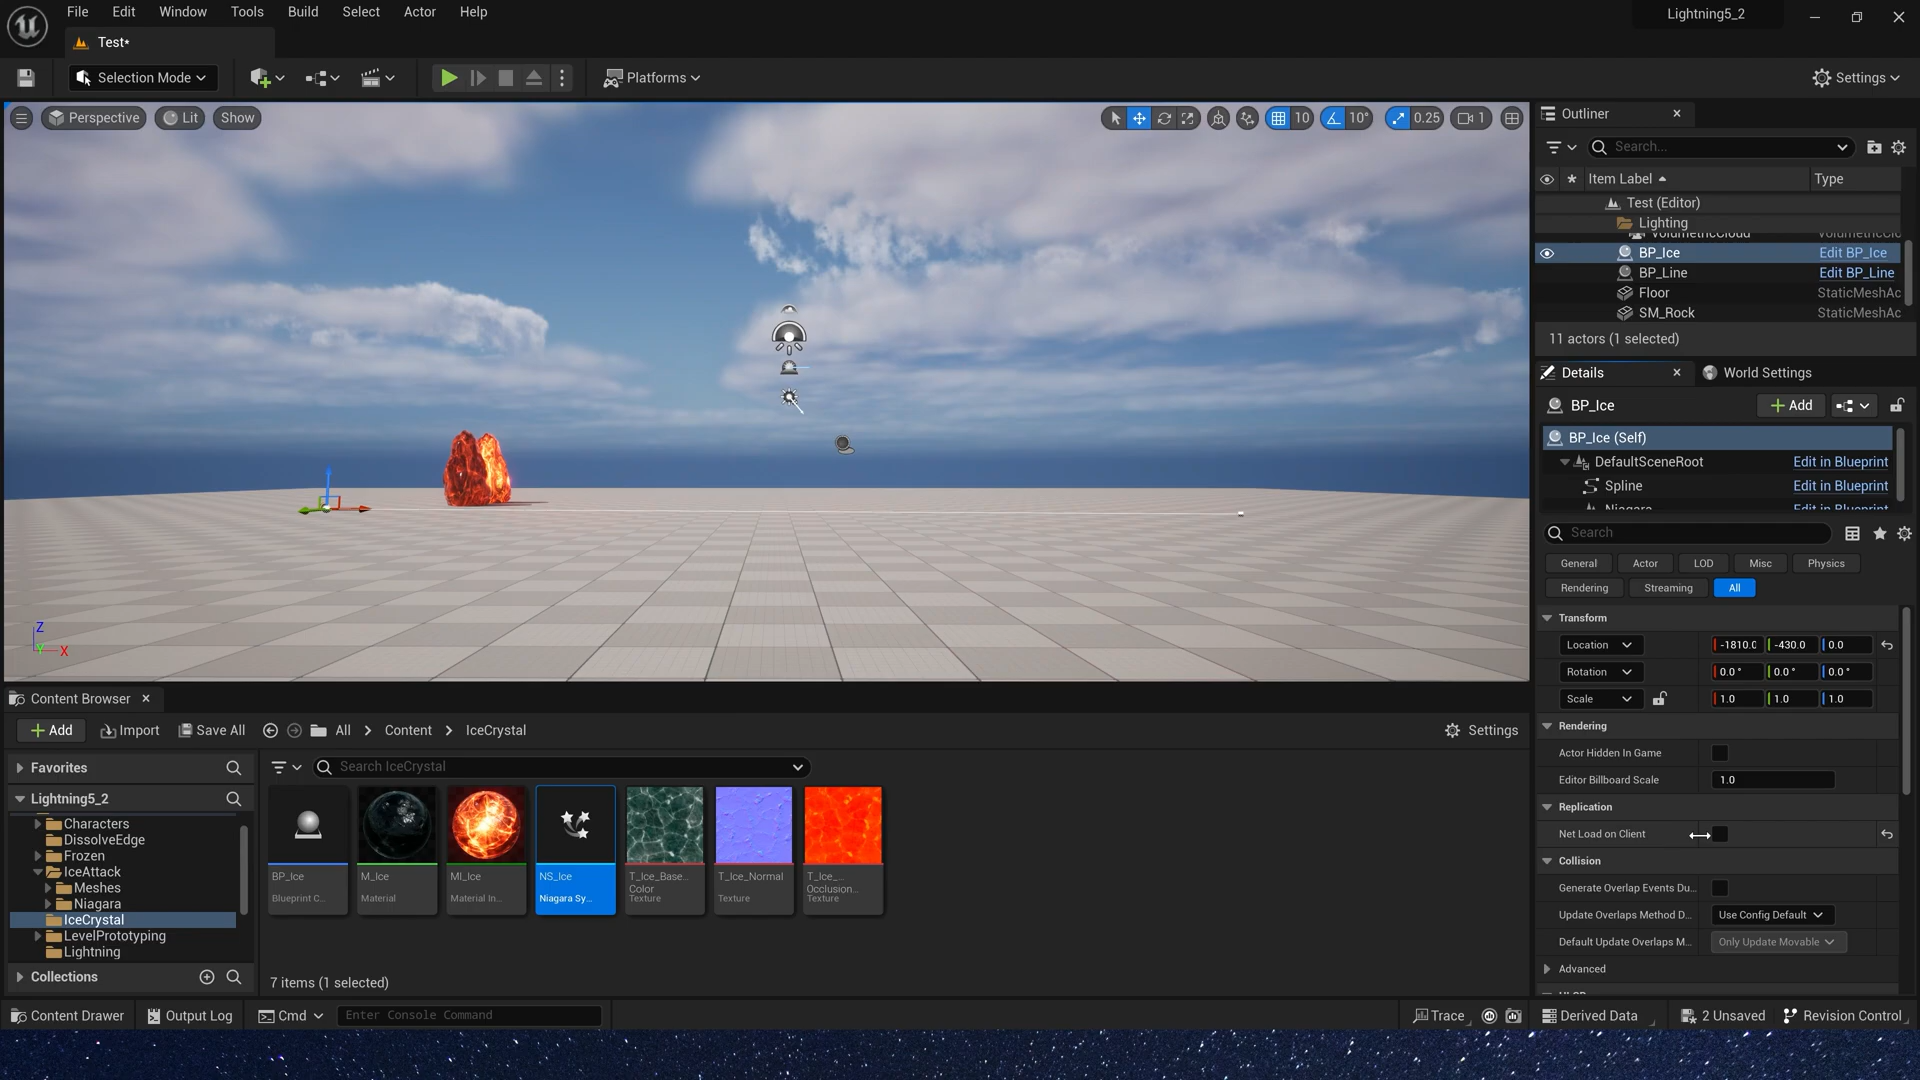 File Edit Window Tools Build Select Actor Help
Lightning5_2
Test*
Selection Mode
Platforms
Settings
Perspective
Lit
Show
10
10°
0.25
1
Outliner
Search...
Item Label
Type
Test (Editor)
Lighting
VolumetricCloud VolumetricClo
BP_Ice Edit BP_Ice
BP_Line Edit BP_Line
Floor StaticMeshAc
SM_Rock StaticMeshAc
11 actors (1 selected)
Details
World Settings
BP_Ice
Add
BP_Ice (Self)
DefaultSceneRoot Edit in Blueprint
Spline Edit in Blueprint
Niagara Edit in Blueprint
Search
General Actor LOD Misc Physics
Rendering Streaming All
Transform
Location -1810.0 -430.0 0.0
Rotation 0.0° 0.0° 0.0°
Scale 1.0 1.0 1.0
Rendering
Actor Hidden In Game
Editor Billboard Scale 1.0
Replication
Net Load on Client
Collision
Generate Overlap Events Du...
Update Overlaps Method D... Use Config Default
Default Update Overlaps M... Only Update Movable
Advanced
Z
Y
X
Content Browser
Add Import Save All All Content IceCrystal Settings
Favorites
Lightning5_2
Characters
DissolveEdge
Frozen
IceAttack
Meshes
Niagara
IceCrystal
LevelPrototyping
Lightning
Collections
Search IceCrystal
BP_Ice
Blueprint C...
M_Ice
Material
MI_Ice
Material In...
NS_Ice
Niagara Sy...
T_Ice_Base...
Color
Texture
T_Ice_Normal
Texture
T_Ice_...
Occlusion...
Texture
7 items (1 selected)
Content Drawer Output Log Cmd Enter Console Command
Trace Derived Data 2 Unsaved Revision Control